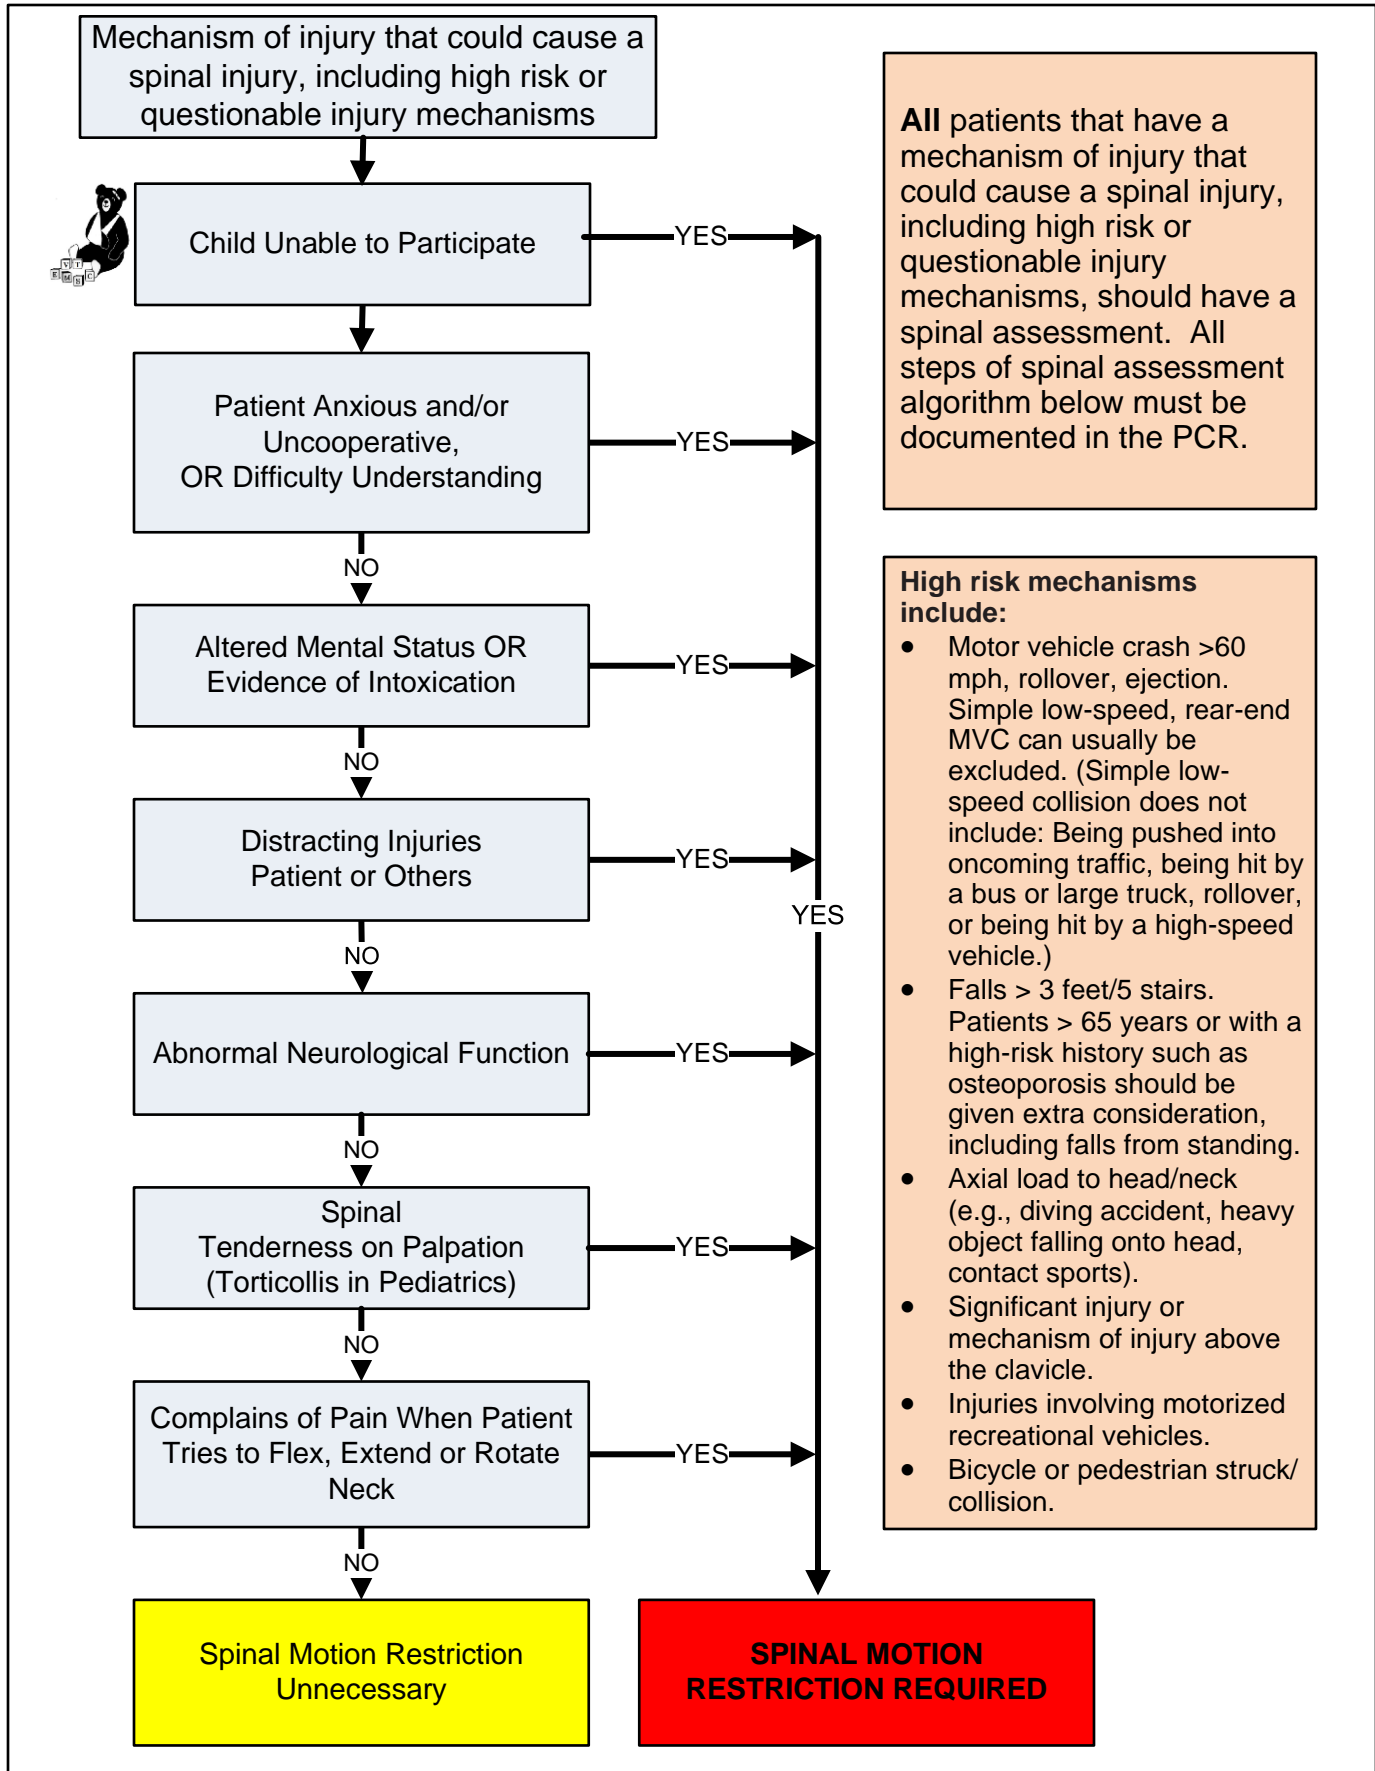 Mechanism of injury that could cause a
spinal injury, including high risk or
questionable injury mechanisms
Child Unable to Participate
YES
V T
E M S C
Patient Anxious and/or
Uncooperative,
OR Difficulty Understanding
YES
NO
Altered Mental Status OR
Evidence of Intoxication
YES
NO
Distracting Injuries
Patient or Others
YES
YES
NO
Abnormal Neurological Function
YES
NO
Spinal
Tenderness on Palpation
(Torticollis in Pediatrics)
YES
NO
Complains of Pain When Patient
Tries to Flex, Extend or Rotate
Neck
YES
NO
Spinal Motion Restriction
Unnecessary
SPINAL MOTION
RESTRICTION REQUIRED
All patients that have a
mechanism of injury that
could cause a spinal injury,
including high risk or
questionable injury
mechanisms, should have a
spinal assessment.  All
steps of spinal assessment
algorithm below must be
documented in the PCR.
High risk mechanisms
include:
• Motor vehicle crash >60
mph, rollover, ejection.
Simple low-speed, rear-end
MVC can usually be
excluded. (Simple low-
speed collision does not
include: Being pushed into
oncoming traffic, being hit by
a bus or large truck, rollover,
or being hit by a high-speed
vehicle.)
• Falls > 3 feet/5 stairs.
Patients > 65 years or with a
high-risk history such as
osteoporosis should be
given extra consideration,
including falls from standing.
• Axial load to head/neck
(e.g., diving accident, heavy
object falling onto head,
contact sports).
• Significant injury or
mechanism of injury above
the clavicle.
• Injuries involving motorized
recreational vehicles.
• Bicycle or pedestrian struck/
collision.